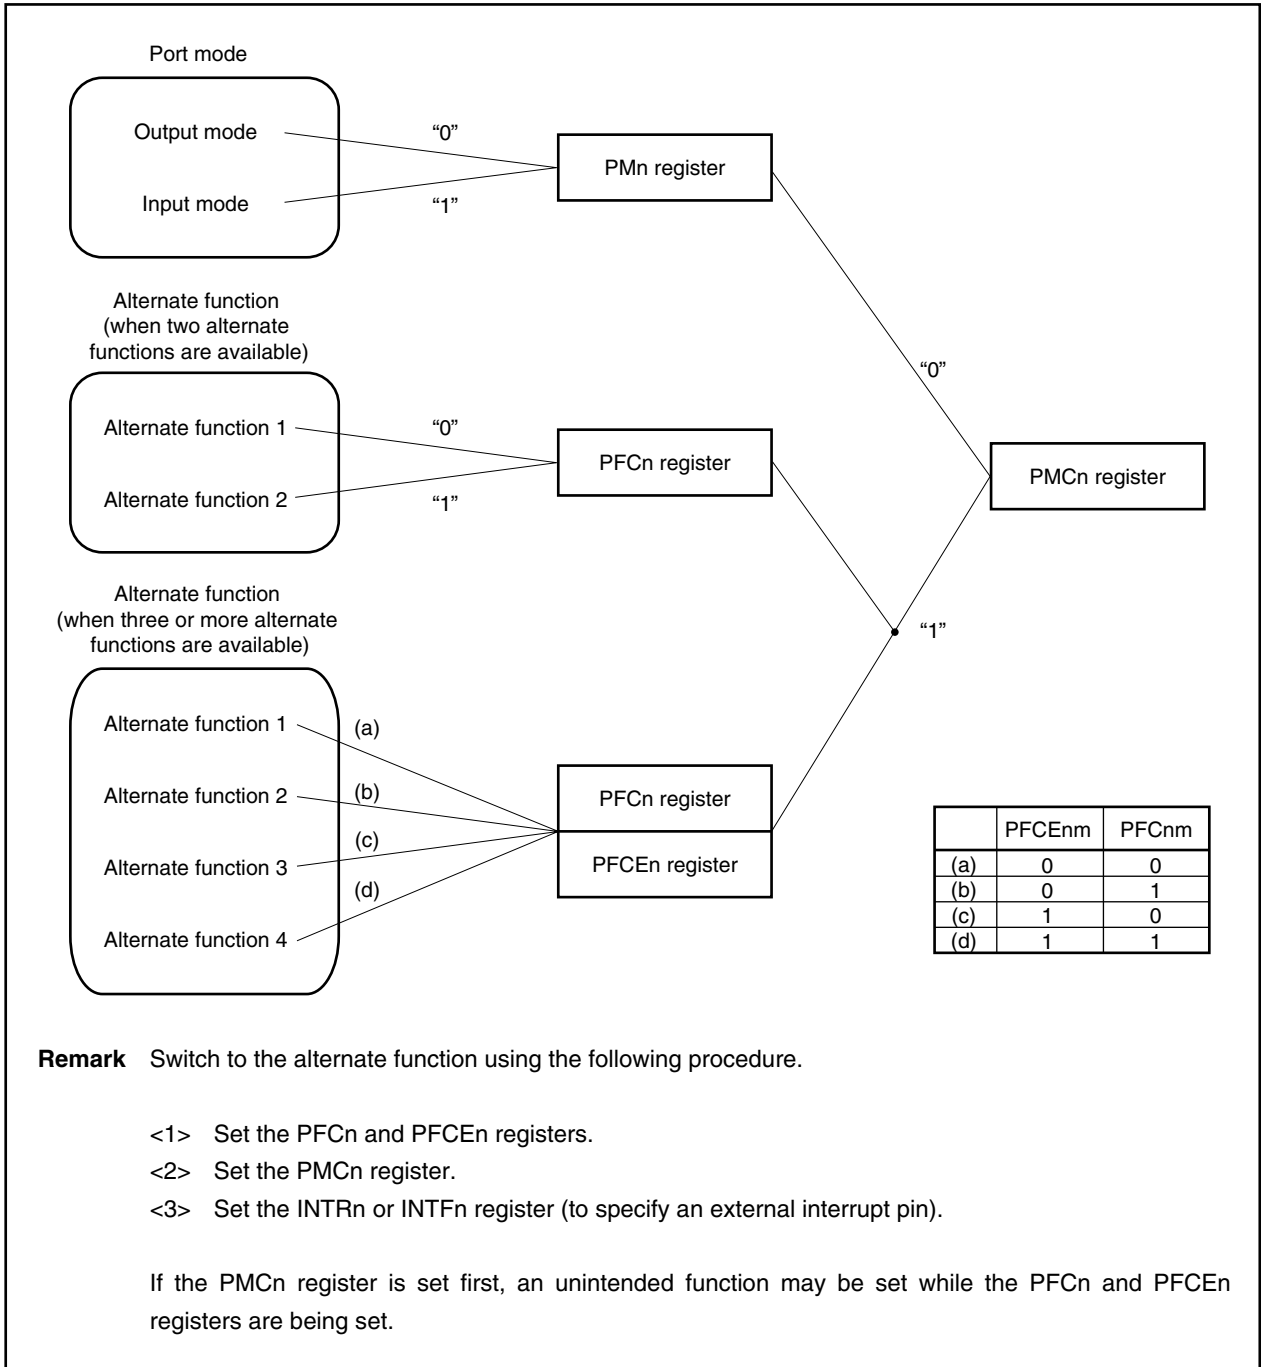 Port mode
Output mode
"0"
PMn register
Input mode
"1"
Alternate function
(when two alternate
functions are available)
"0"
Alternate function 1
"0"
PFCn register
PMCn register
Alternate function 2
"1"
Alternate function
(when three or more alternate
functions are available)
"1"
Alternate function 1
(a)
Alternate function 2
(b)
PFCn register
(c)
Alternate function 3
PFCEn register
(d)
Alternate function 4
PFCEnm PFCnm
(a) 0 0
(b) 0 1
(c) 1 0
(d) 1 1
Remark Switch to the alternate function using the following procedure.
<1> Set the PFCn and PFCEn registers.
<2> Set the PMCn register.
<3> Set the INTRn or INTFn register (to specify an external interrupt pin).
If the PMCn register is set first, an unintended function may be set while the PFCn and PFCEn
registers are being set.